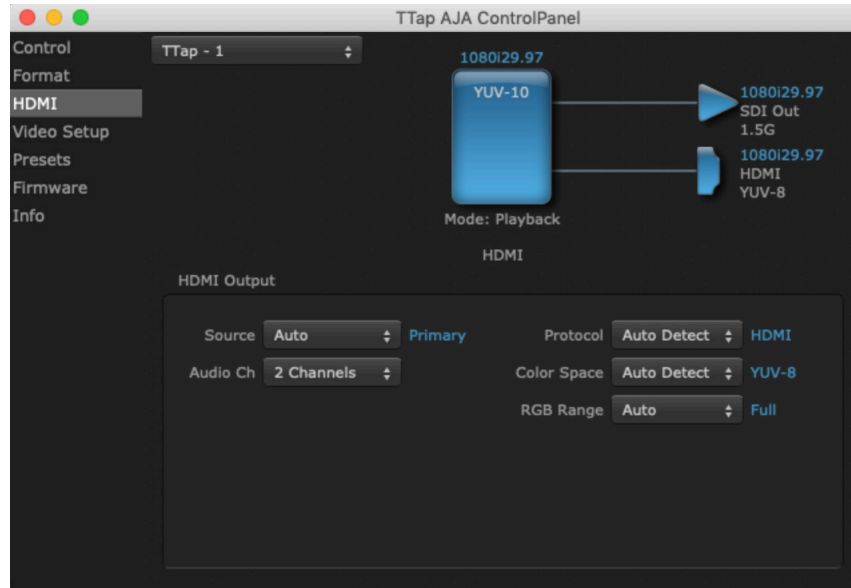 TTap AJA ControlPanel
Control
Format
HDMI
Video Setup
Presets
Firmware
Info
TTap - 1
1080i29.97
YUV-10
Mode: Playback
1080i29.97
SDI Out
1.5G
1080i29.97
HDMI
YUV-8
HDMI
HDMI Output
Source Auto Primary
Protocol Auto Detect HDMI
Audio Ch 2 Channels
Color Space Auto Detect YUV-8
RGB Range Auto Full